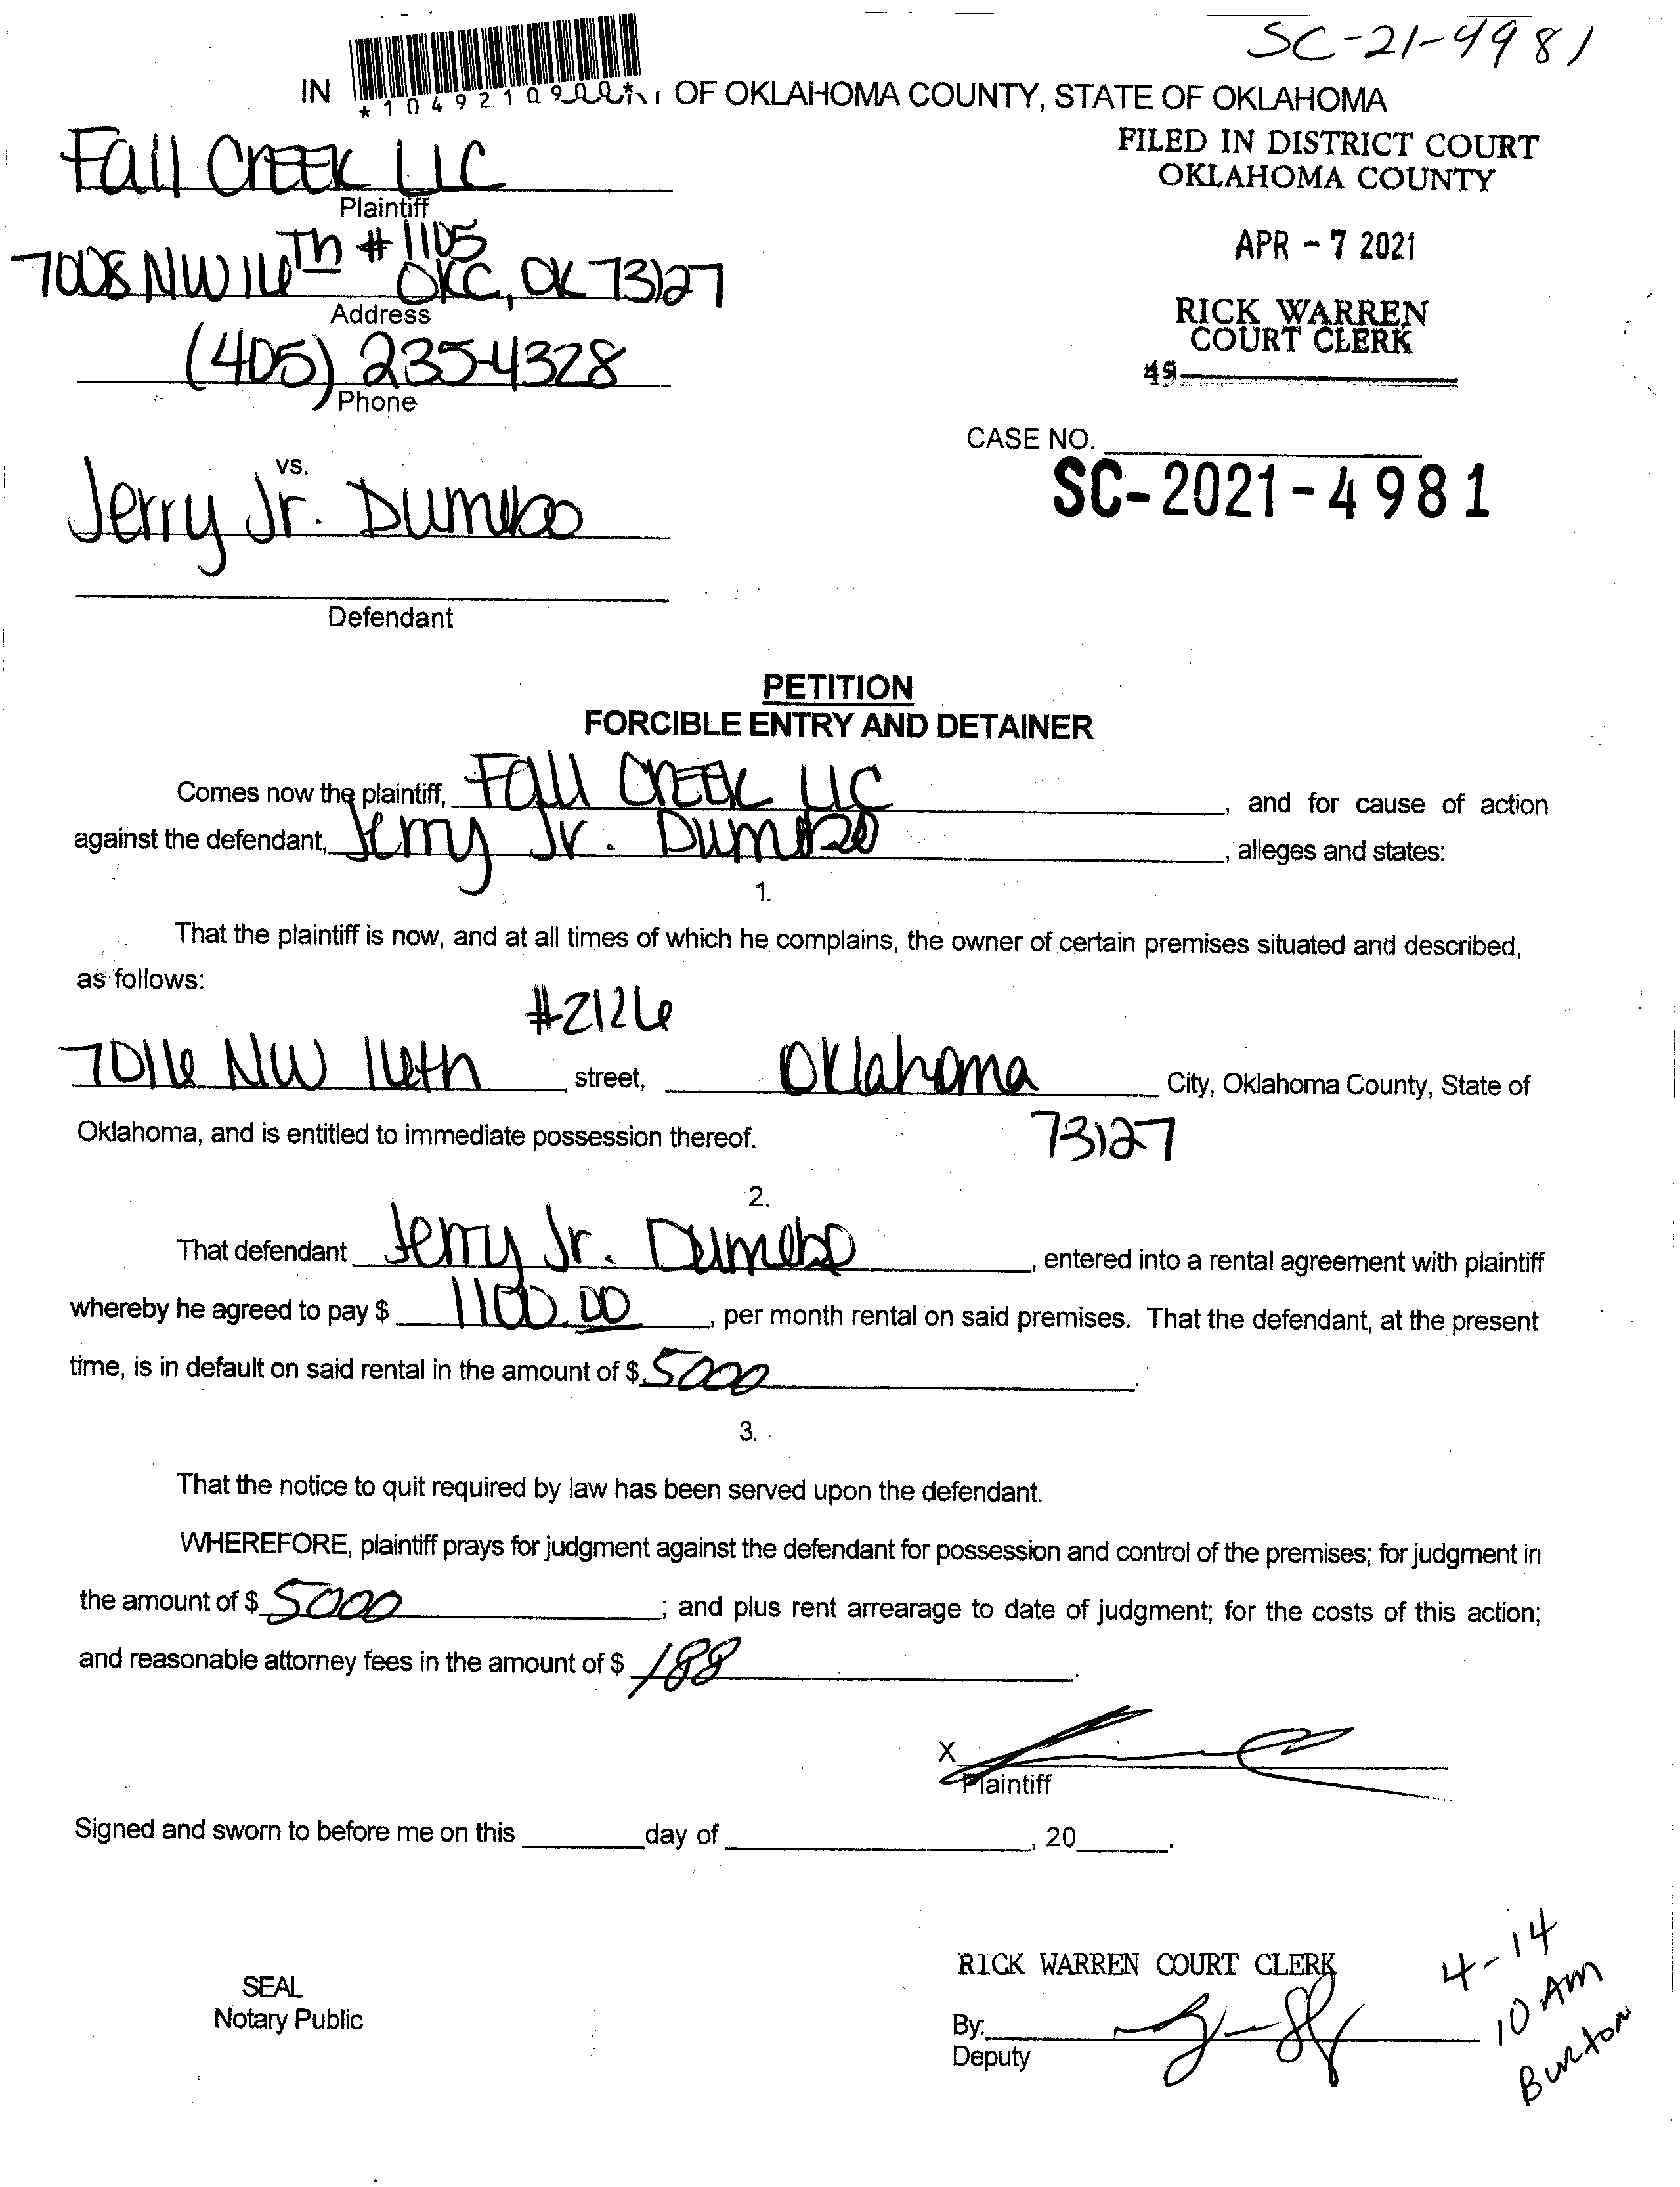 SC-21-4981
IN OF OKLAHOMA COUNTY, STATE OF OKLAHOMA
FILED IN DISTRICT COURT
OKLAHOMA COUNTY
Fall Creek LLC
Plaintiff
APR - 7 2021
7008 NW 16th #1105 OKC, OK 73127
Address
RICK WARREN
COURT CLERK
(405) 235-4328
Phone
45
CASE NO.
SC-2021-4981
vs.
Jerry Jr.
Defendant
PETITION
FORCIBLE ENTRY AND DETAINER
Comes now the plaintiff, Fall Creek LLC, and for cause of action
against the defendant, Jerry Jr., alleges and states:
1.
That the plaintiff is now, and at all times of which he complains, the owner of certain premises situated and described,
as follows:
#2126
7016 NW 16th street, Oklahoma City, Oklahoma County, State of
Oklahoma, and is entitled to immediate possession thereof. 73127
2.
That defendant Jerry Jr., entered into a rental agreement with plaintiff
whereby he agreed to pay $ 1100.00, per month rental on said premises. That the defendant, at the present
time, is in default on said rental in the amount of $ 5000.
3.
That the notice to quit required by law has been served upon the defendant.
WHEREFORE, plaintiff prays for judgment against the defendant for possession and control of the premises; for judgment in
the amount of $ 5000; and plus rent arrearage to date of judgment; for the costs of this action;
and reasonable attorney fees in the amount of $ 188.
X
Plaintiff
Signed and sworn to before me on this day of , 20 .
SEAL
Notary Public
RICK WARREN COURT CLERK
By:
Deputy
4-14
10 AM
Burton